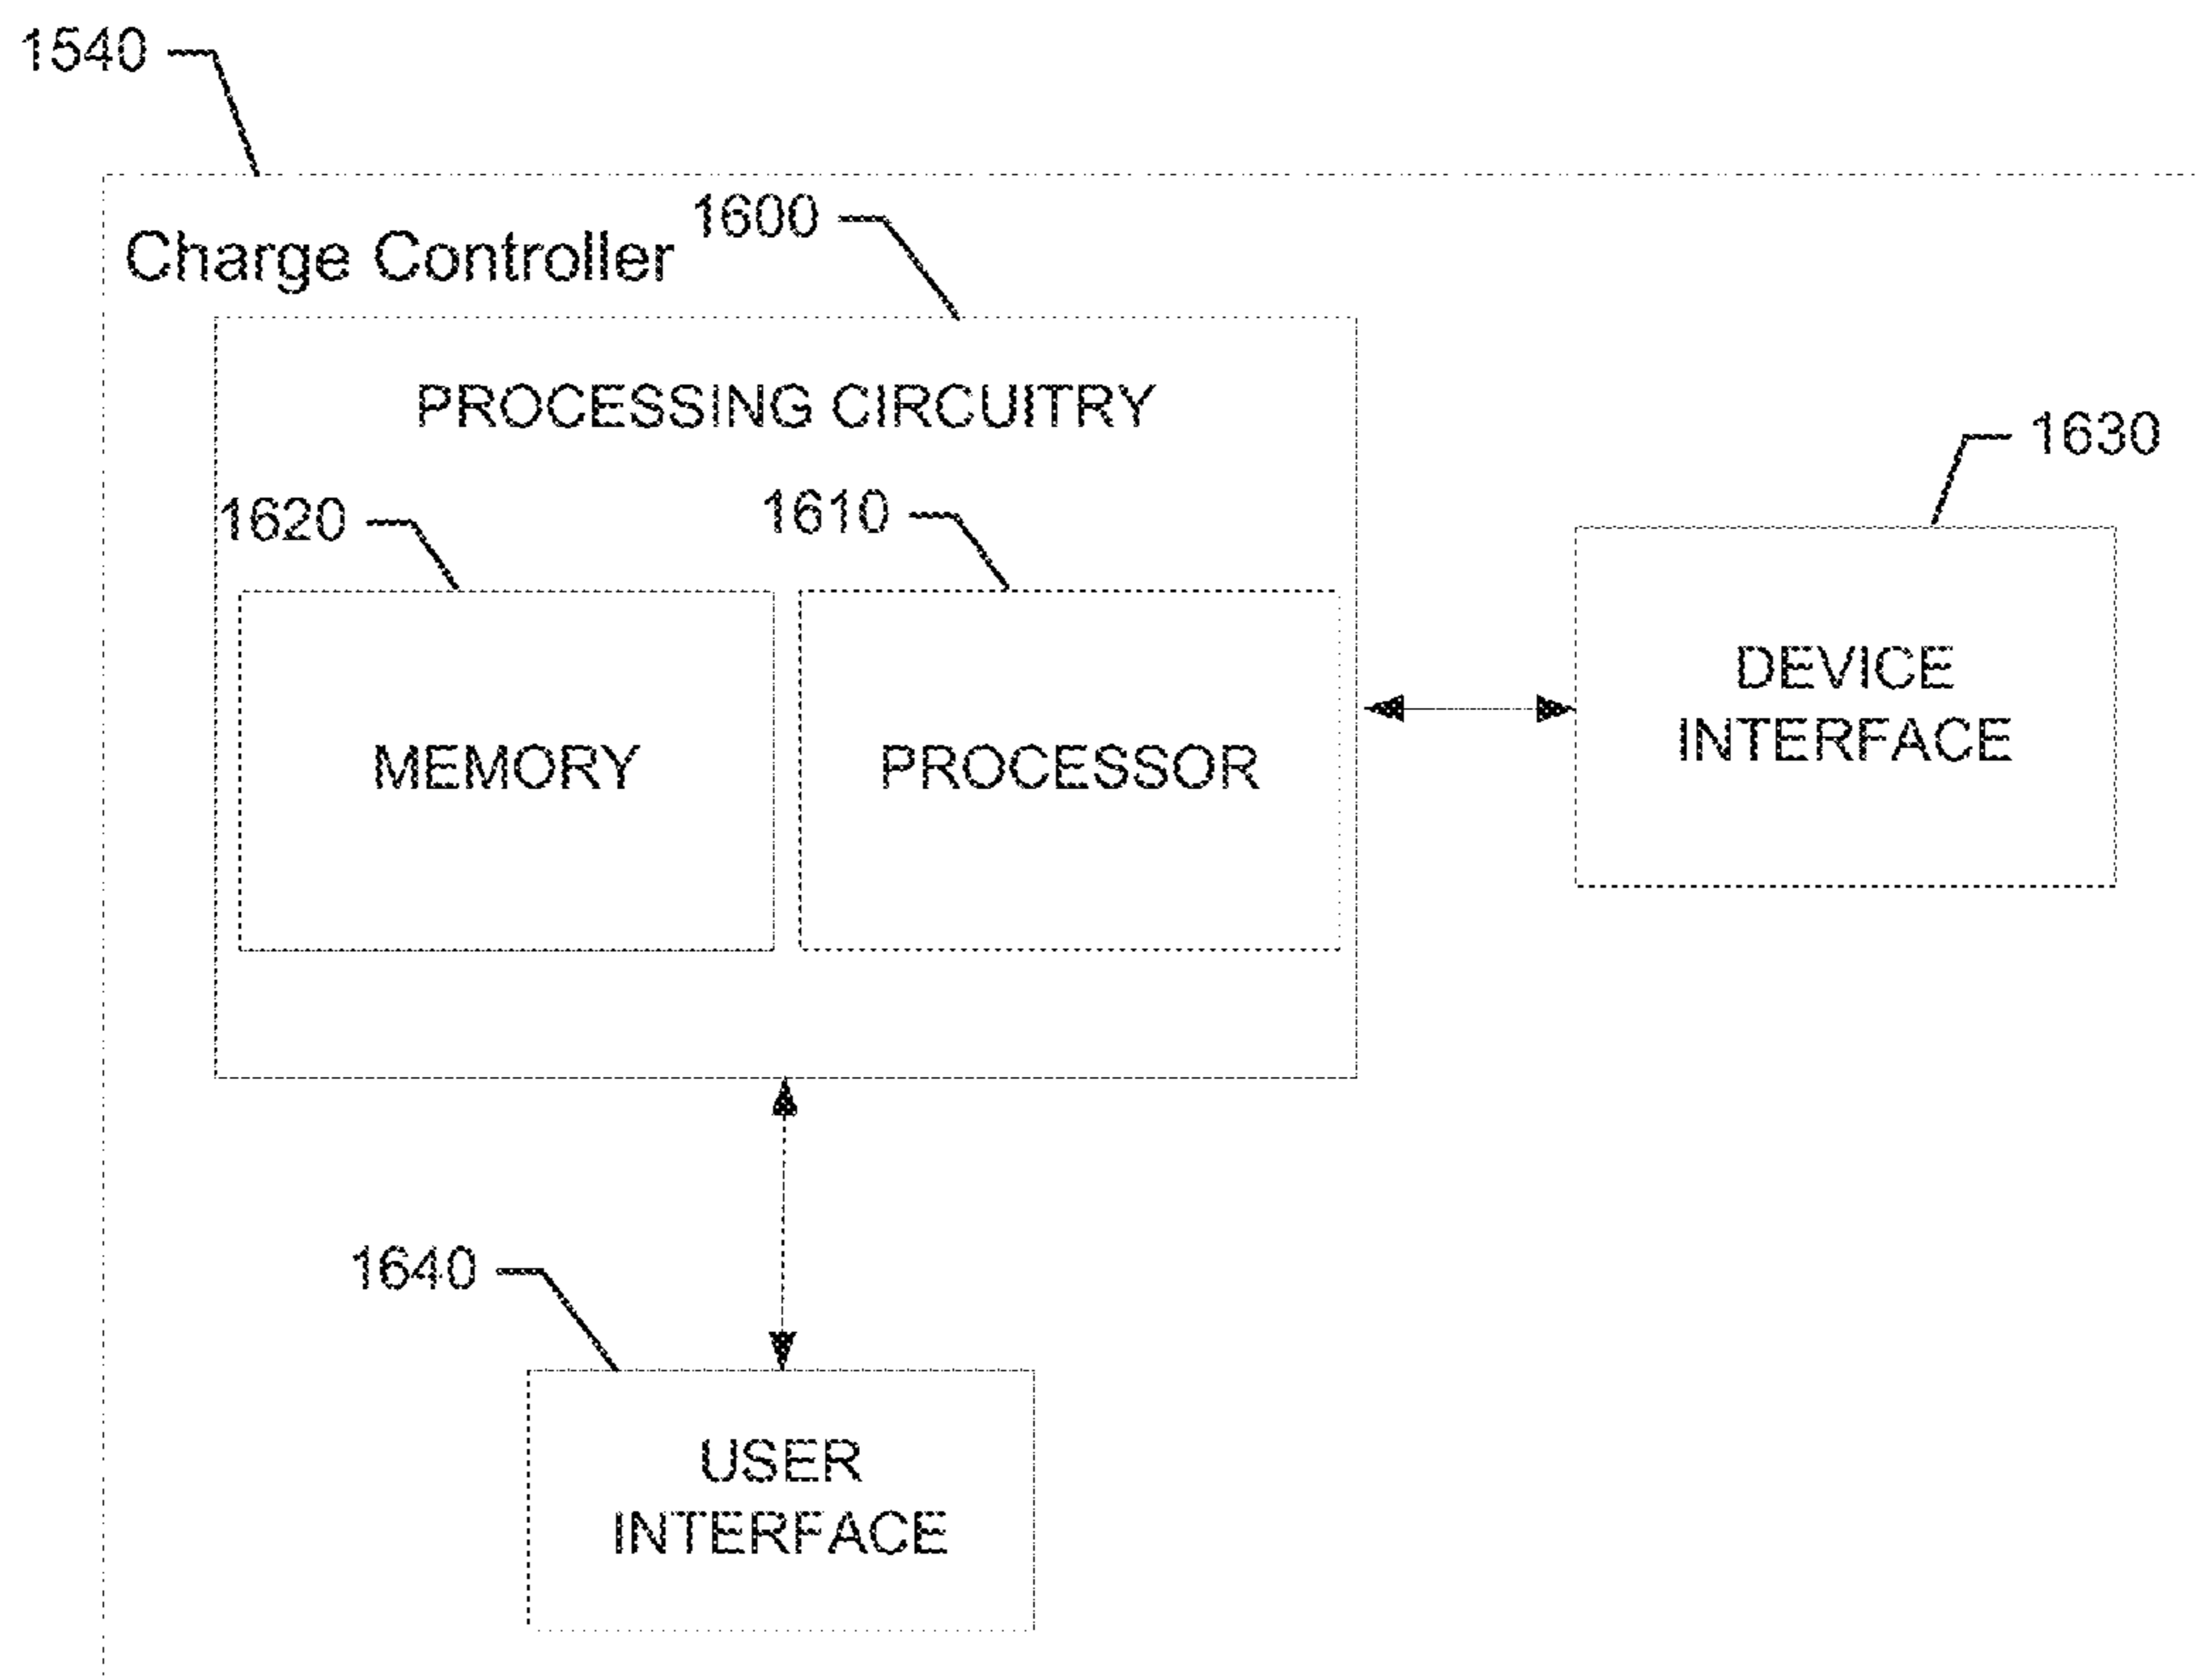 1540
1600
Charge Controller
PROCESSING CIRCUITRY
1630
1620
1610
DEVICE
INTERFACE
MEMORY
PROCESSOR
1640
USER
INTERFACE